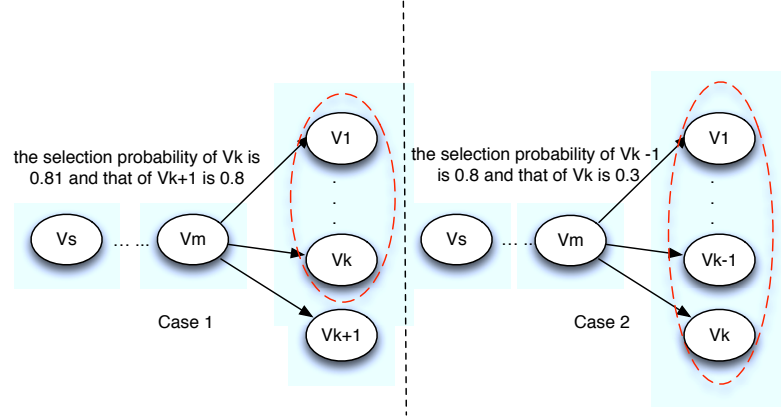 V1
the selection probability of Vk is
0.81 and that of Vk+1 is 0.8
.
.
.
Vs
... ...
Vm
Vk
Case 1
Vk+1
V1
the selection probability of Vk -1
is 0.8 and that of Vk is 0.3
.
.
.
Vs
... ...
Vm
Vk-1
Case 2
Vk